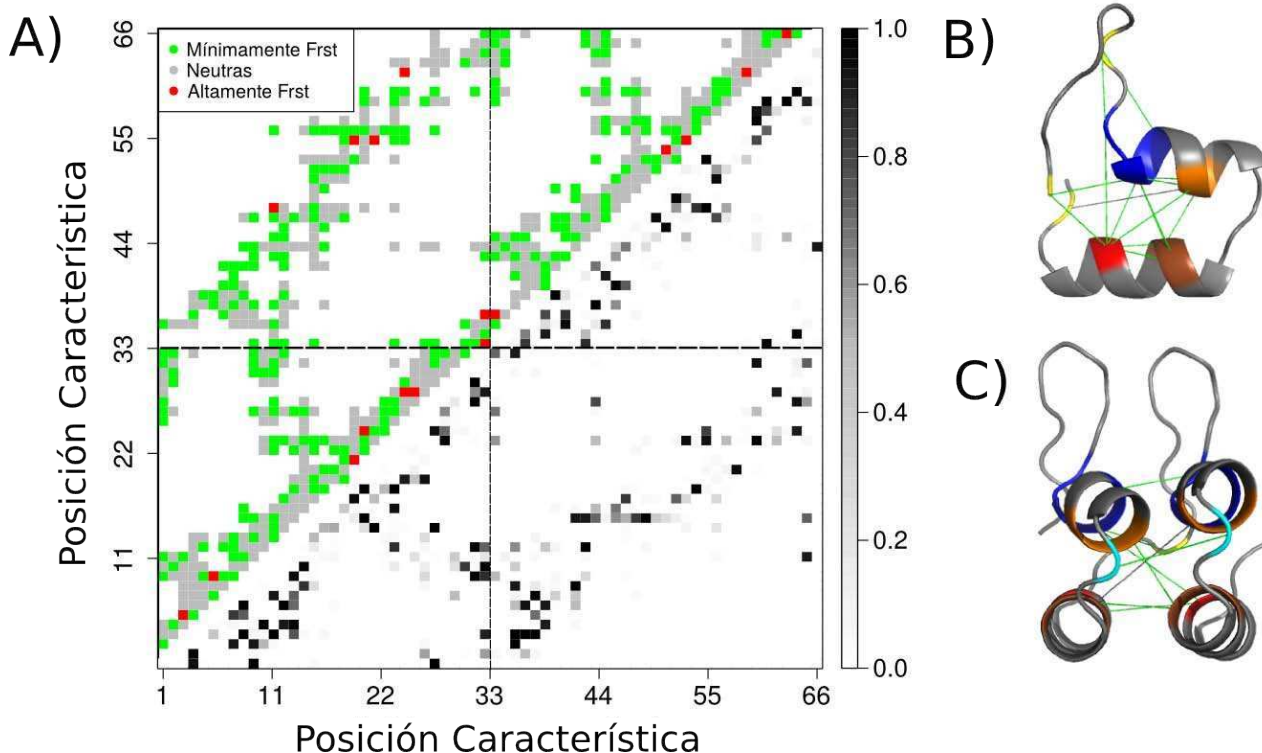 A)
Mínimamente Frst
Neutras
Altamente Frst
Posición Característica
66
55
44
33
22
11
1
11
22
33
44
55
66
Posición Característica
1.0
0.8
0.6
0.4
0.2
0.0
B)
C)